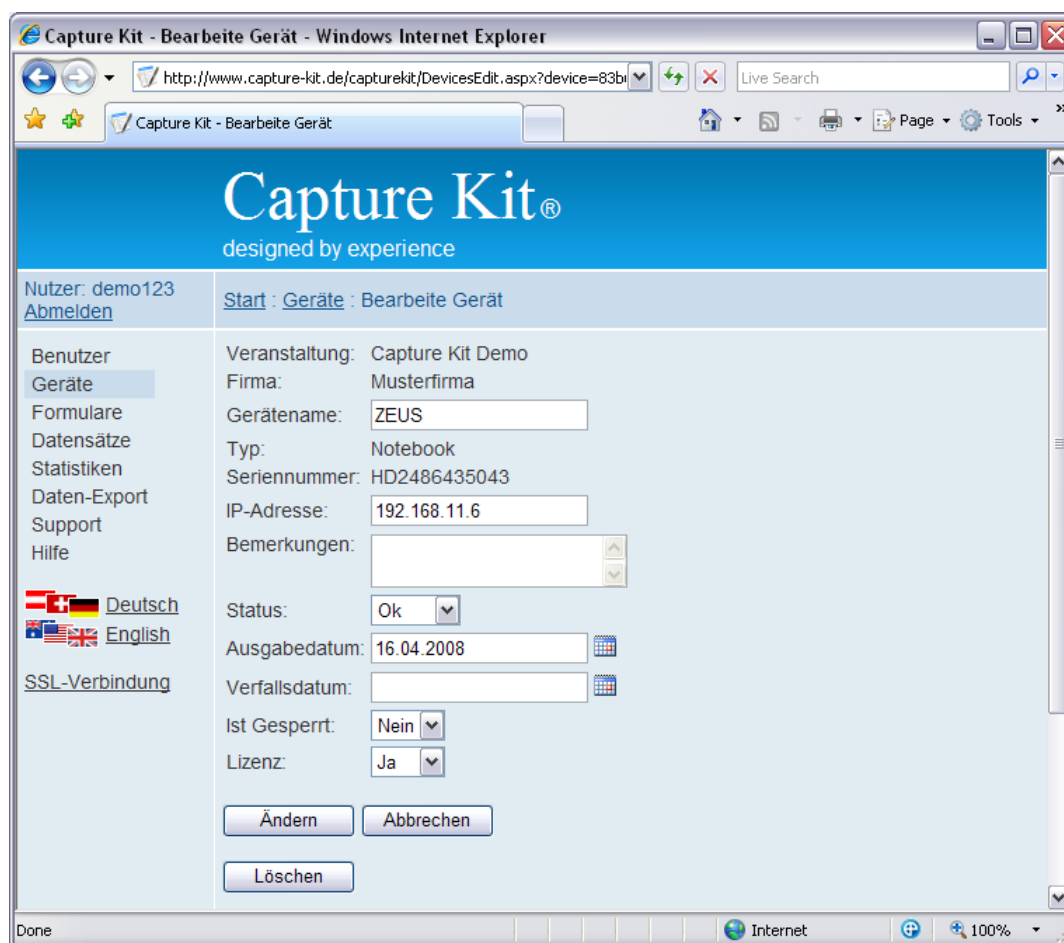 Capture Kit - Bearbeite Gerät - Windows Internet Explorer
http://www.capture-kit.de/capturekit/DevicesEdit.aspx?device=83b
Live Search
Capture Kit - Bearbeite Gerät
Page
Tools
»
Capture Kit®
designed by experience
Nutzer: demo123
Abmelden
Start : Geräte : Bearbeite Gerät
Benutzer
Geräte
Formulare
Datensätze
Statistiken
Daten-Export
Support
Hilfe
Deutsch
English
SSL-Verbindung
Veranstaltung: Capture Kit Demo
Firma: Musterfirma
Gerätename: ZEUS
Typ: Notebook
Seriennummer: HD2486435043
IP-Adresse: 192.168.11.6
Bemerkungen:
Status: Ok
Ausgabedatum: 16.04.2008
Verfallsdatum:
Ist Gesperrt: Nein
Lizenz: Ja
Ändern Abbrechen
Löschen
Done Internet 100%